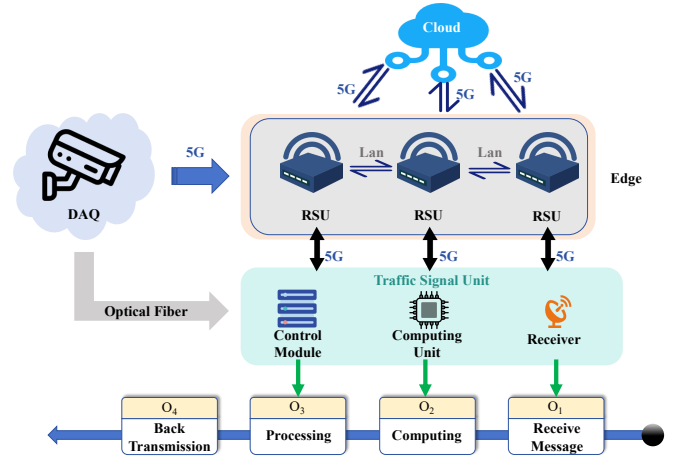 Cloud
5G
5G
5G
5G
Lan
Lan
DAQ
RSU
RSU
RSU
Edge
5G
5G
5G
Traffic Signal Unit
Optical Fiber
Control
Module
Computing
Unit
Receiver
O4
Back
Transmission
O3
Processing
O2
Computing
O1
Receive
Message